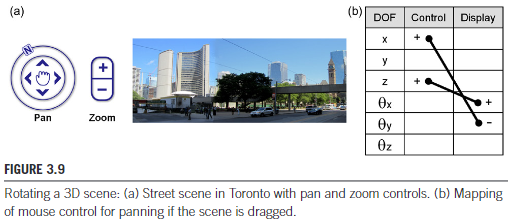 (a)
N
Pan
+
−
Zoom
(b)
DOF Control Display
x +
y
z +
θx +
θy -
θz
FIGURE 3.9
Rotating a 3D scene: (a) Street scene in Toronto with pan and zoom controls. (b) Mapping
of mouse control for panning if the scene is dragged.